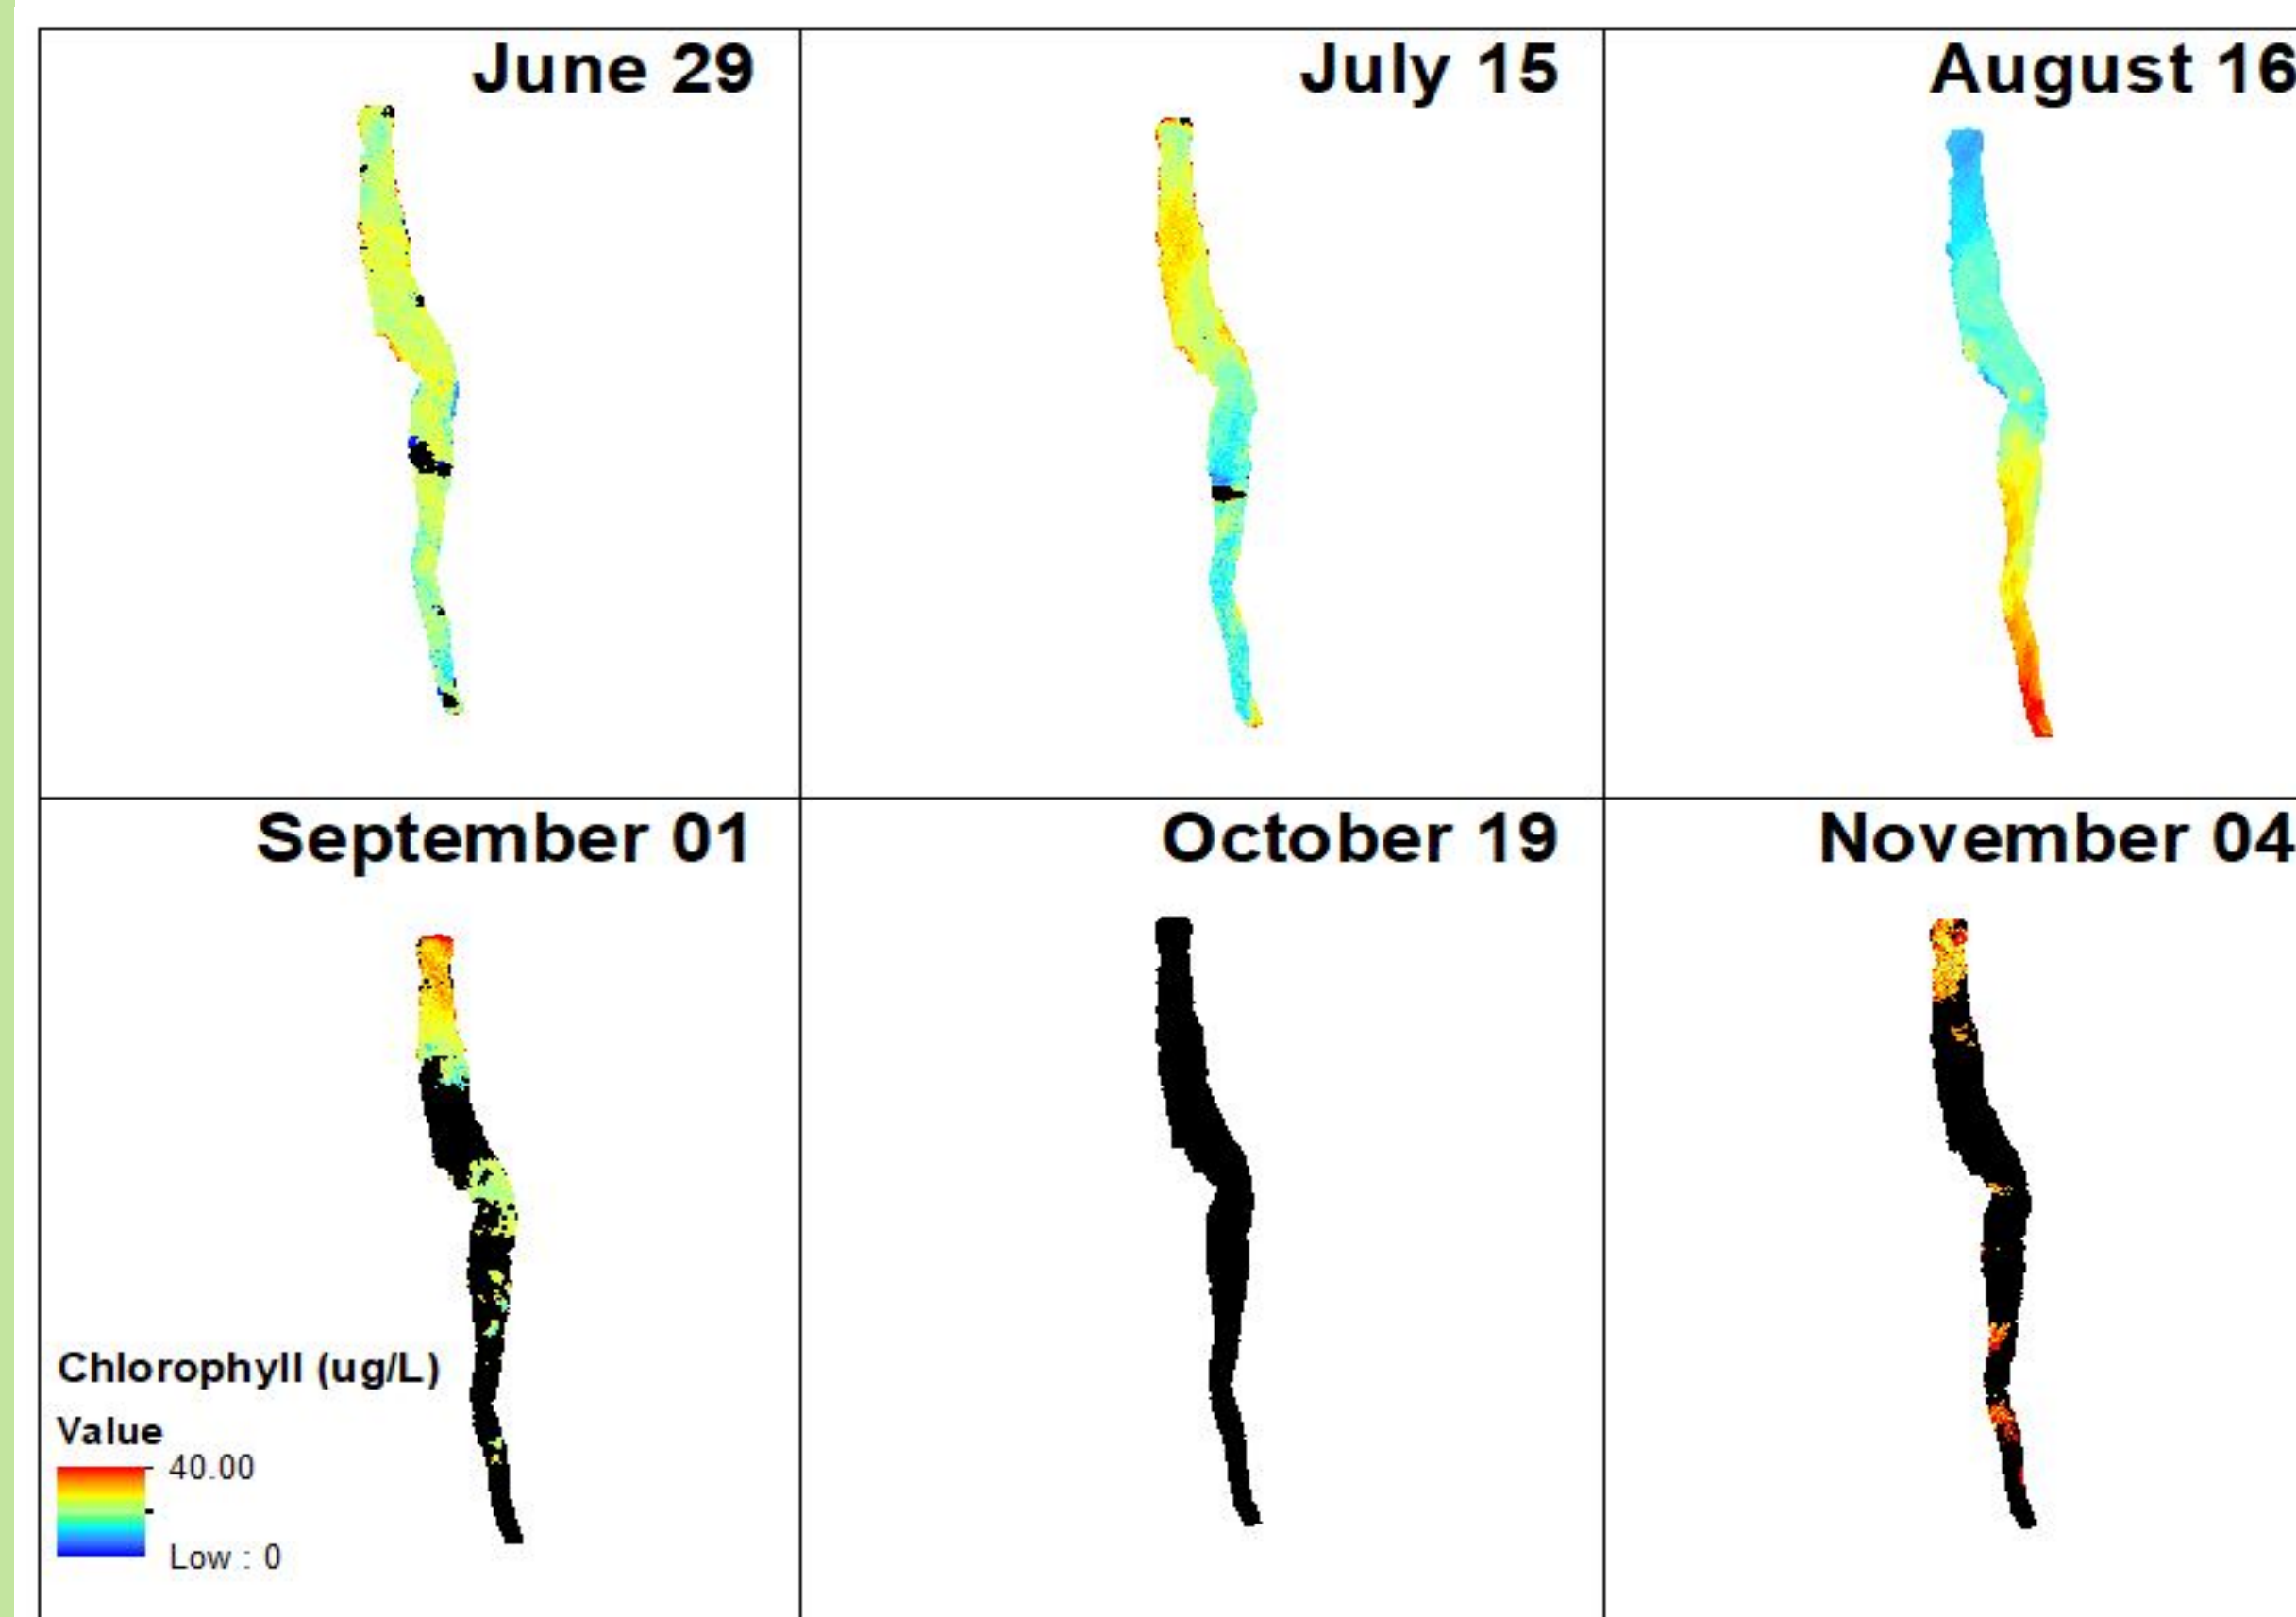 June 29
July 15
August 16
September 01
October 19
November 04
Chlorophyll (ug/L)
Value
40.00
Low : 0